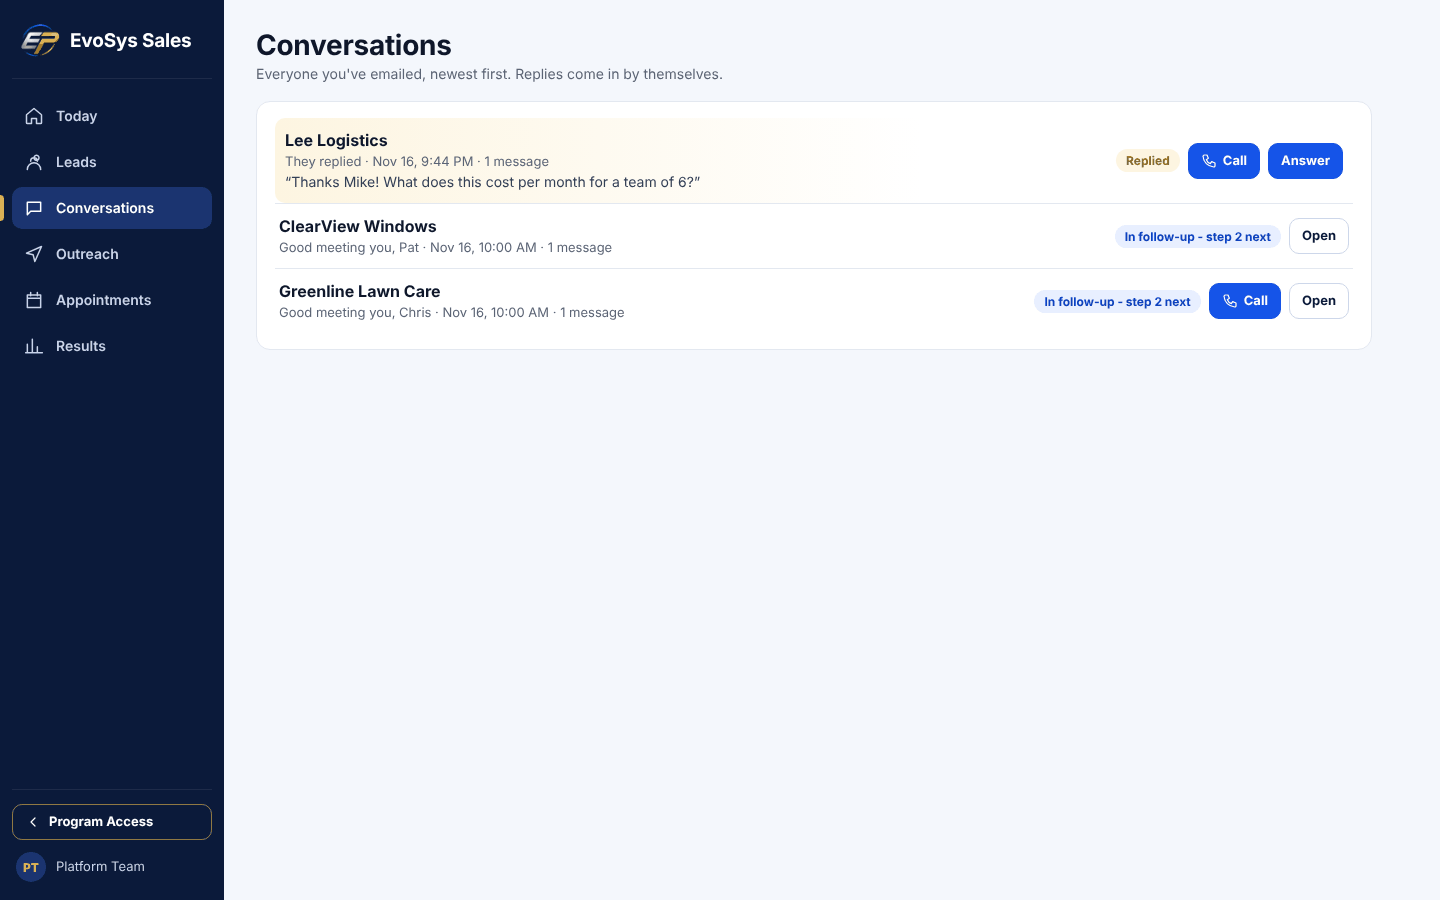 EP EvoSys Sales
Today
Leads
Conversations
Outreach
Appointments
Results
Program Access
PT Platform Team
Conversations
Everyone you've emailed, newest first. Replies come in by themselves.
Lee Logistics
They replied · Nov 16, 9:44 PM · 1 message
“Thanks Mike! What does this cost per month for a team of 6?”
Replied Call Answer
ClearView Windows
Good meeting you, Pat · Nov 16, 10:00 AM · 1 message
In follow-up - step 2 next Open
Greenline Lawn Care
Good meeting you, Chris · Nov 16, 10:00 AM · 1 message
In follow-up - step 2 next Call Open